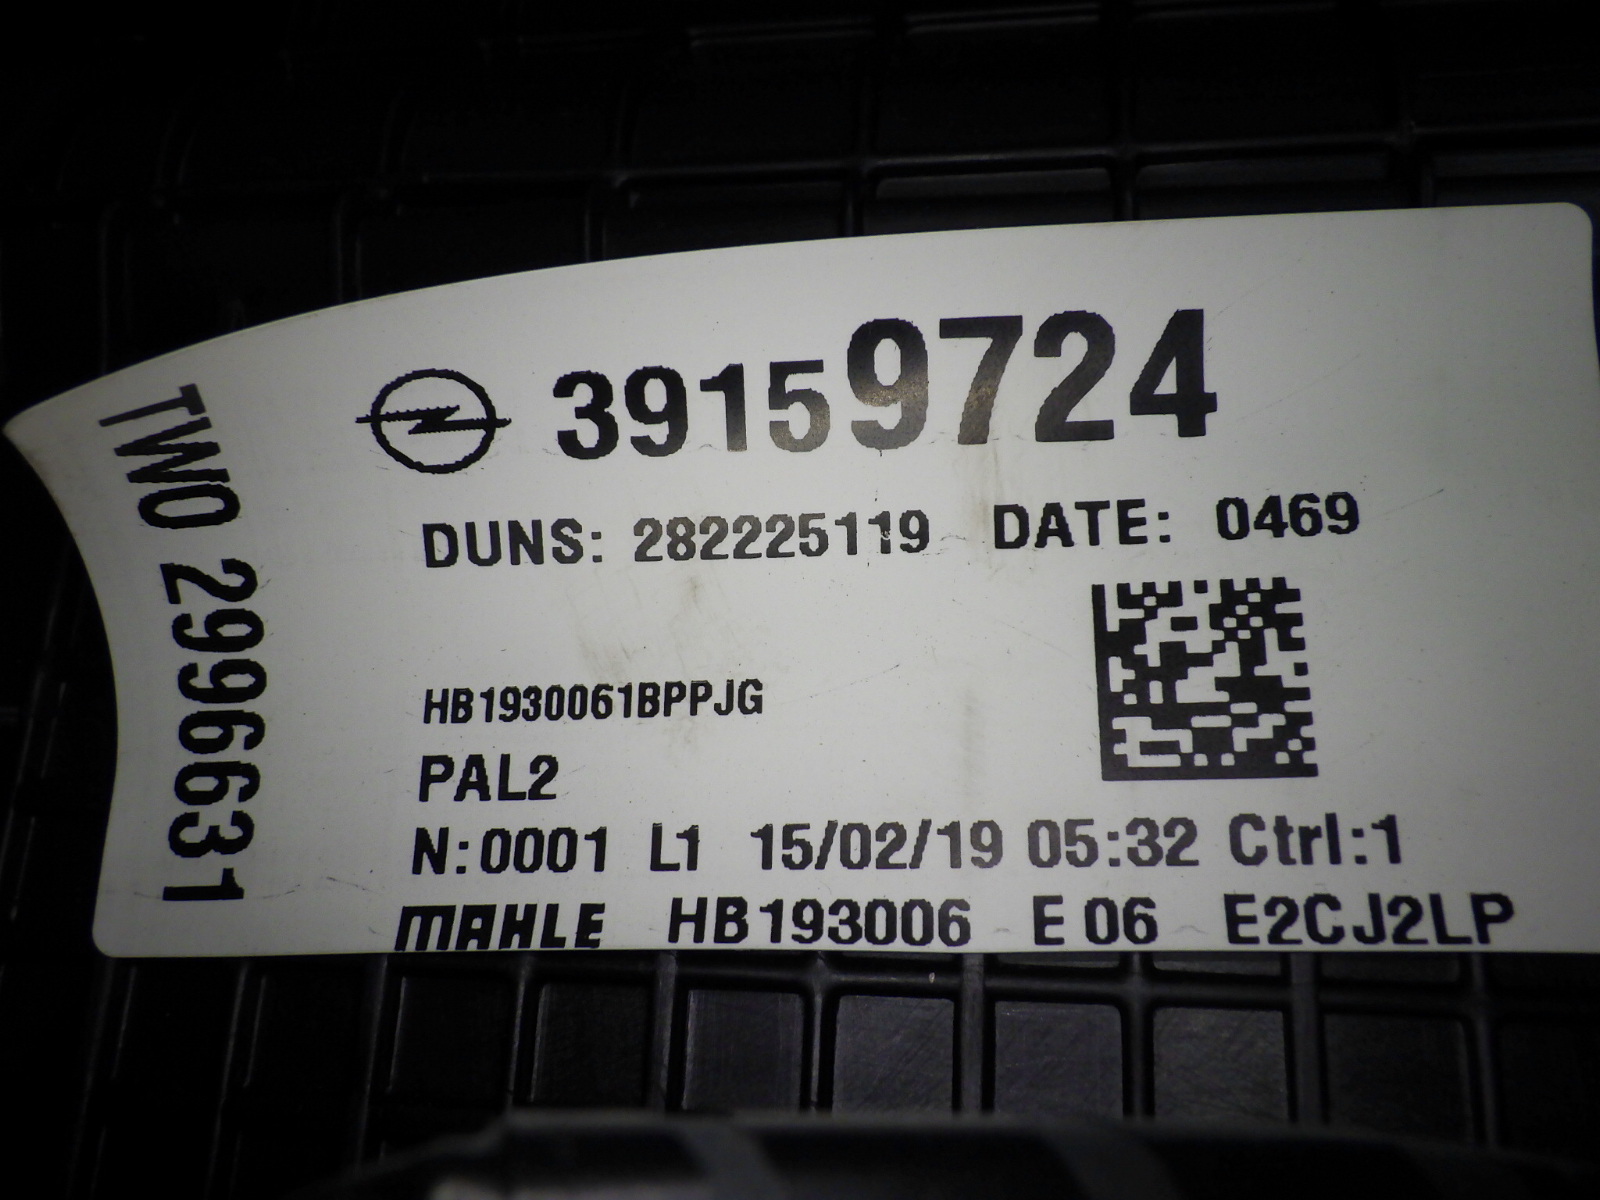 39159724
DUNS: 282225119 DATE: 0469
HB1930061BPPJG
PAL2
N:0001 L1 15/02/19 05:32 Ctrl:1
MAHLE HB193006 E 06 E2CJ2LP
TWO 2996631